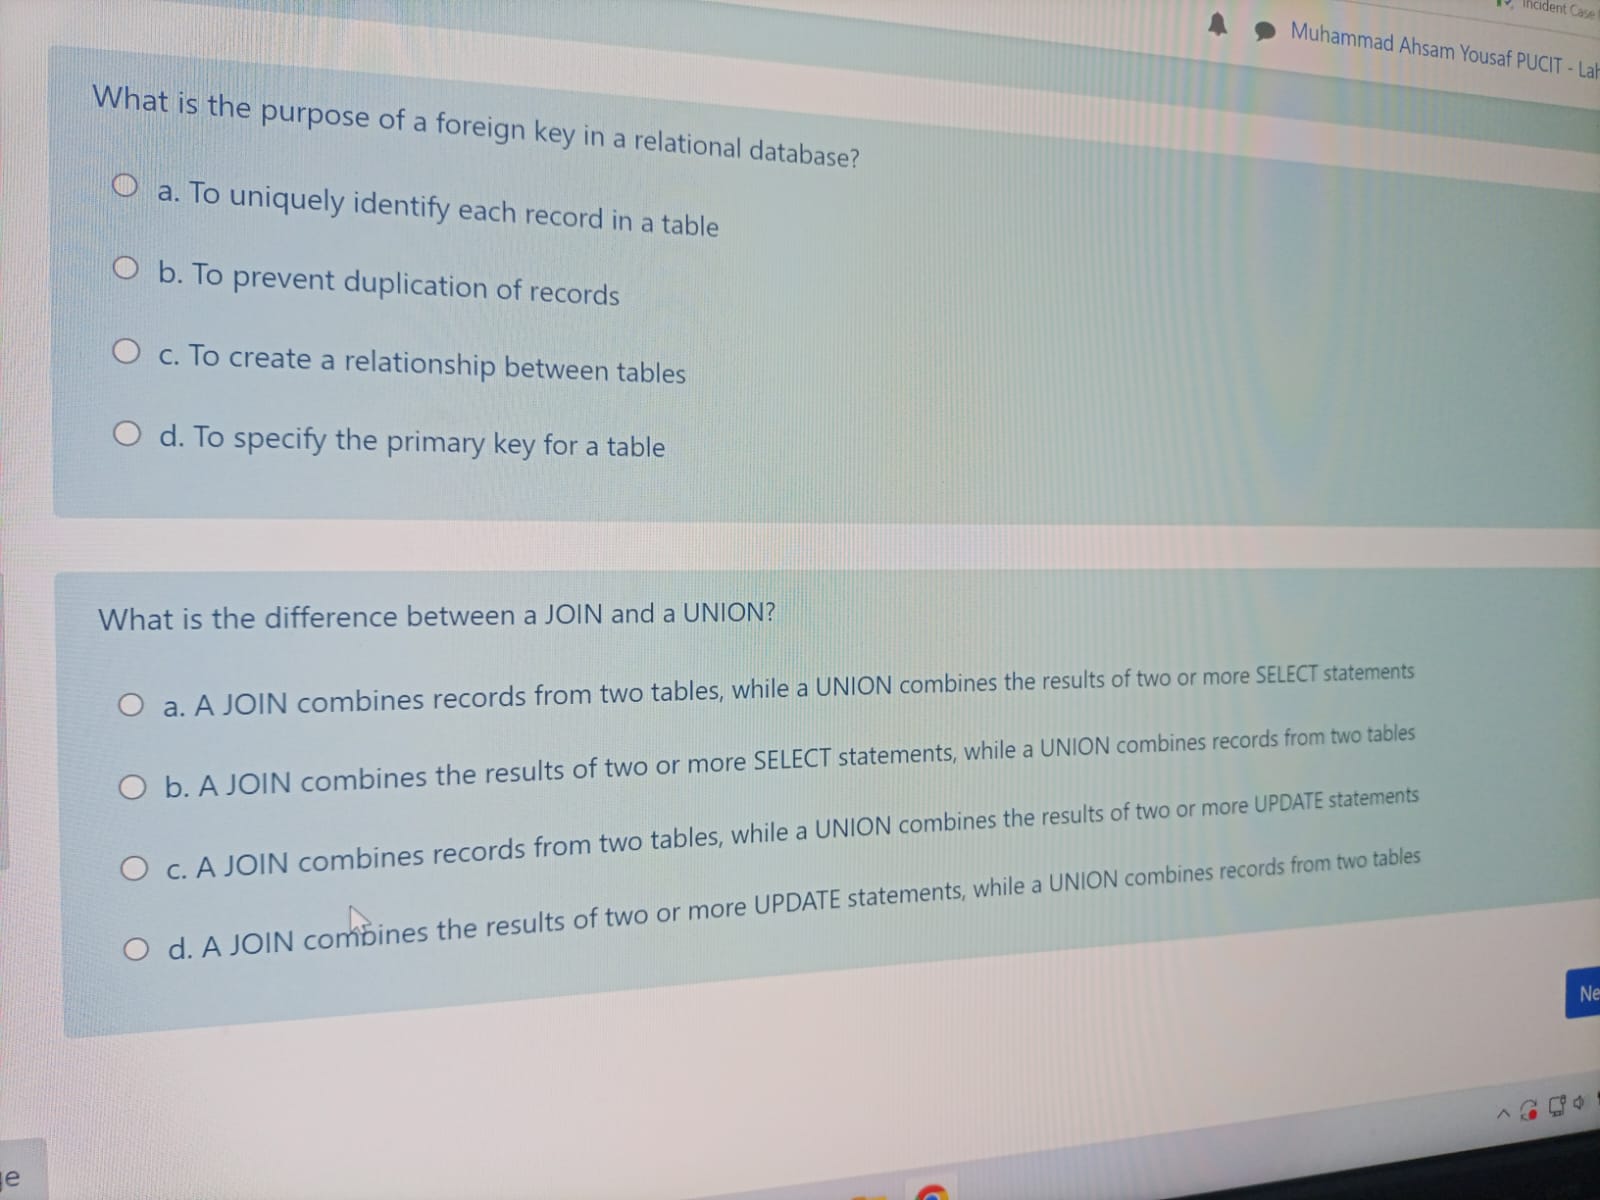 Incident Case
Muhammad Ahsam Yousaf PUCIT - Lah
What is the purpose of a foreign key in a relational database?
a. To uniquely identify each record in a table
b. To prevent duplication of records
c. To create a relationship between tables
d. To specify the primary key for a table
What is the difference between a JOIN and a UNION?
a. A JOIN combines records from two tables, while a UNION combines the results of two or more SELECT statements
b. A JOIN combines the results of two or more SELECT statements, while a UNION combines records from two tables
c. A JOIN combines records from two tables, while a UNION combines the results of two or more UPDATE statements
d. A JOIN combines the results of two or more UPDATE statements, while a UNION combines records from two tables
Ne